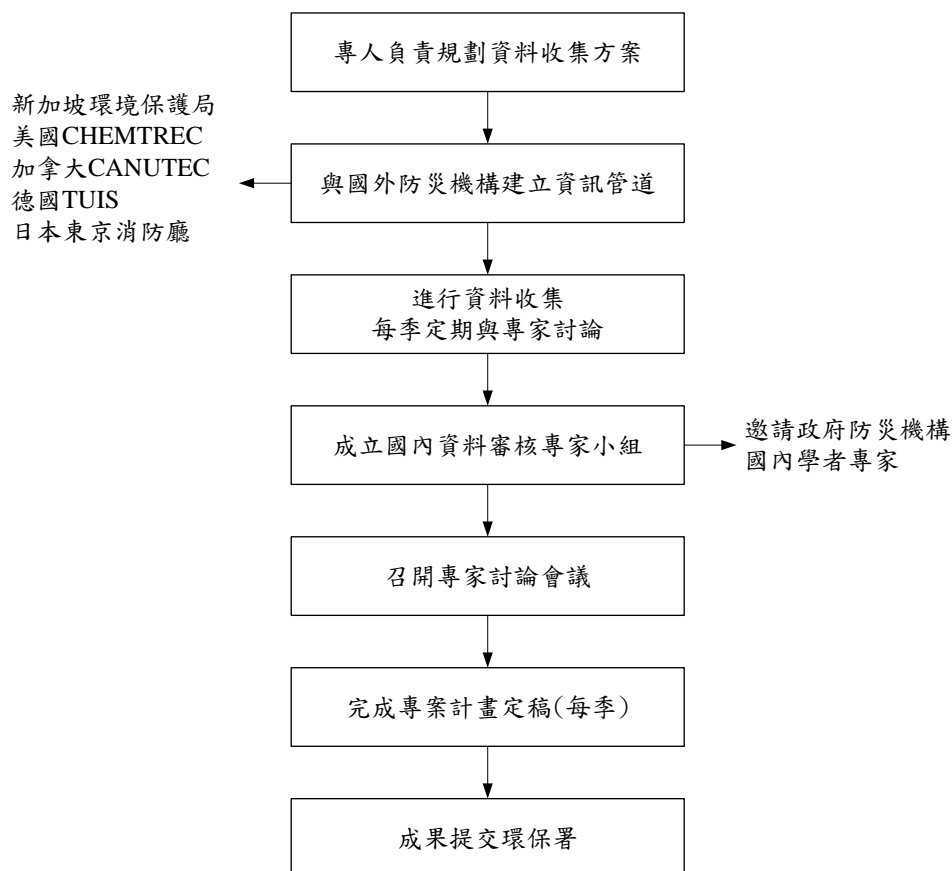 專人負責規劃資料收集方案
新加坡環境保護局
美國CHEMTREC
加拿大CANUTEC
德國TUIS
日本東京消防廳
與國外防災機構建立資訊管道
進行資料收集
每季定期與專家討論
成立國內資料審核專家小組
邀請政府防災機構
國內學者專家
召開專家討論會議
完成專案計畫定稿(每季)
成果提交環保署